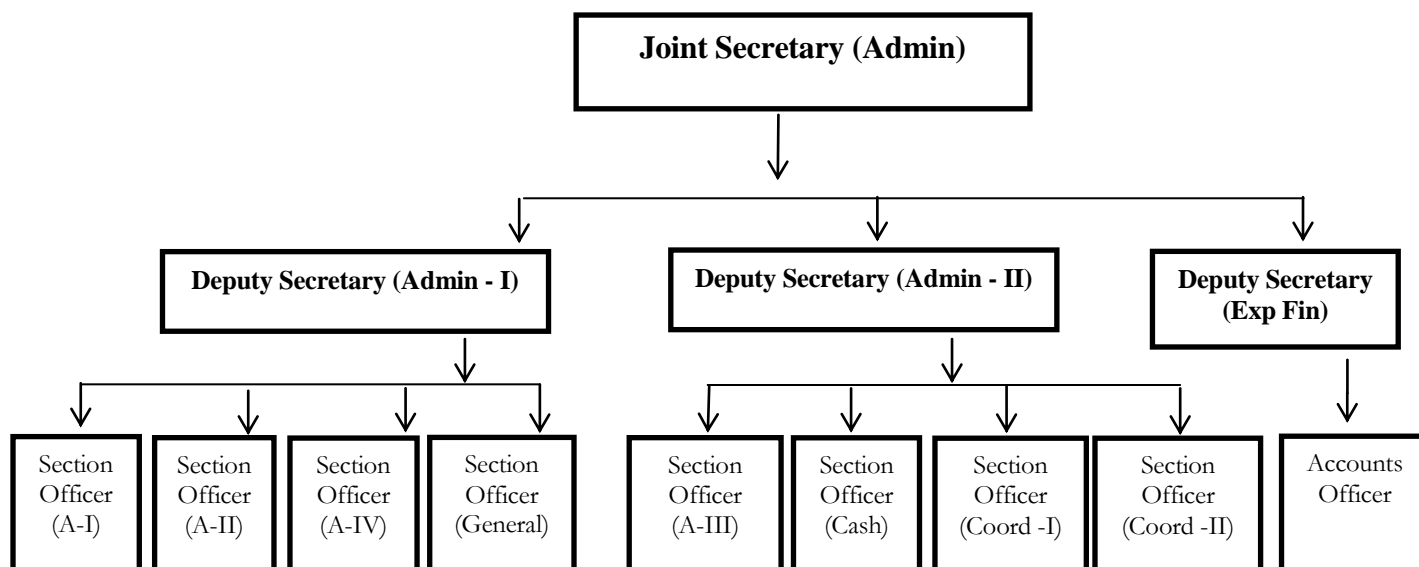 Joint Secretary (Admin)
Deputy Secretary (Admin - I)
Deputy Secretary (Admin - II)
Deputy Secretary
(Exp Fin)
Section
Officer
(A-I)
Section
Officer
(A-II)
Section
Officer
(A-IV)
Section
Officer
(General)
Section
Officer
(A-III)
Section
Officer
(Cash)
Section
Officer
(Coord -I)
Section
Officer
(Coord -II)
Accounts
Officer